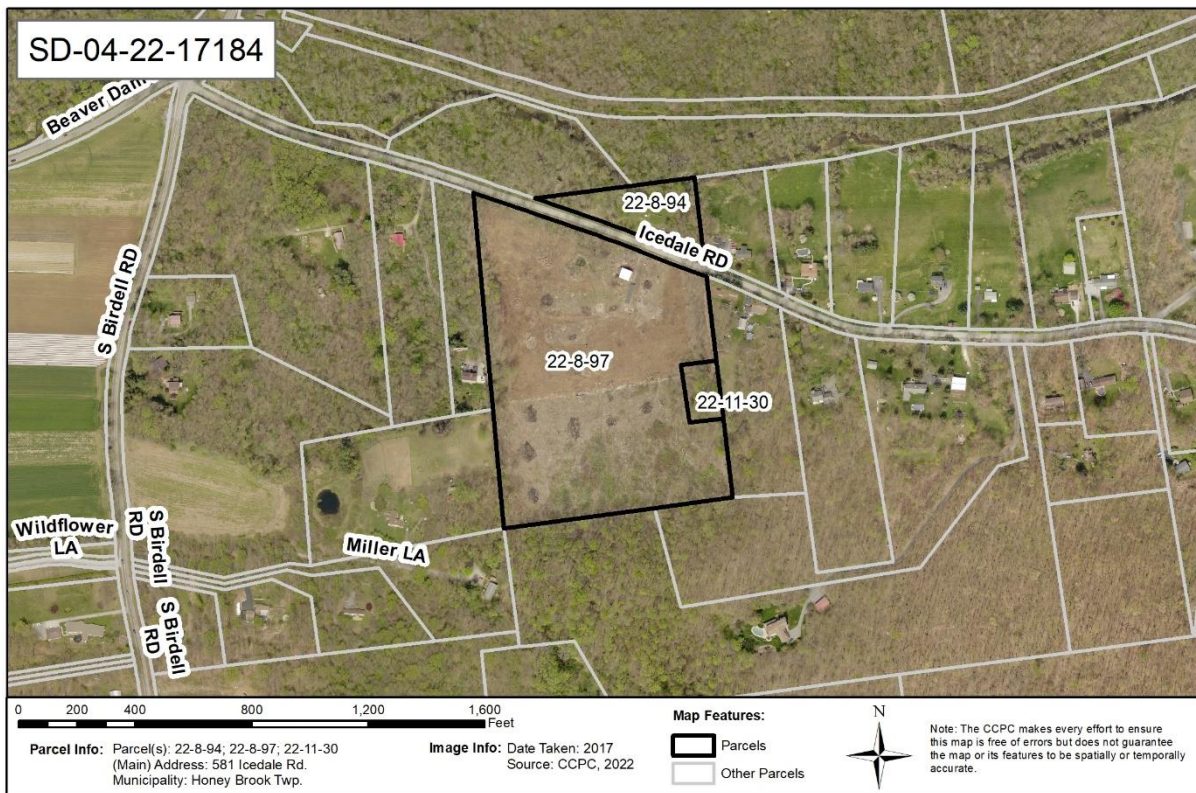 SD-04-22-17184
Beaver Dam
22-8-94
Icedale RD
S Birdell RD
22-8-97
22-11-30
Wildflower
LA
S Birdell
RD
Miller LA
S Birdell
RD
0 200 400 800 1,200 1,600
Feet
Parcel Info: Parcel(s): 22-8-94; 22-8-97; 22-11-30
(Main) Address: 581 Icedale Rd.
Municipality: Honey Brook Twp.
Image Info: Date Taken: 2017
Source: CCPC, 2022
Map Features:
Parcels
Other Parcels
N
Note: The CCPC makes every effort to ensure
this map is free of errors but does not guarantee
the map or its features to be spatially or temporally
accurate.